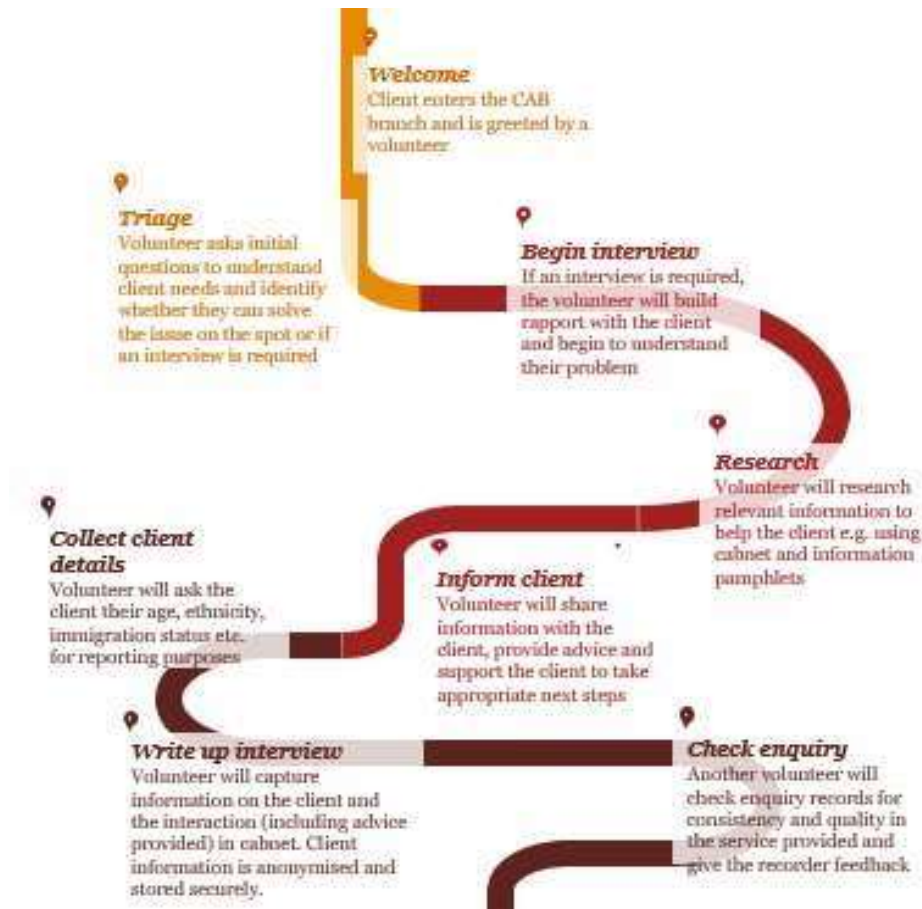 Welcome
Client enters the CAB
branch and is greeted by a
volunteer
Triage
Volunteer asks initial
questions to understand
client needs and identify
whether they can solve
the issue on the spot or if
an interview is required
Begin interview
If an interview is required,
the volunteer will build
rapport with the client
and begin to understand
their problem
Research
Volunteer will research
relevant information to
help the client e.g. using
cabnet and information
pamphlets
Inform client
Volunteer will share
information with the
client, provide advice and
support the client to take
appropriate next steps
Collect client
details
Volunteer will ask the
client their age, ethnicity,
immigration status etc.
for reporting purposes
Write up interview
Volunteer will capture
information on the client and
the interaction (including advice
provided) in cabnet. Client
information is anonymised and
stored securely.
Check enquiry
Another volunteer will
check enquiry records for
consistency and quality in
the service provided and
give the recorder feedback